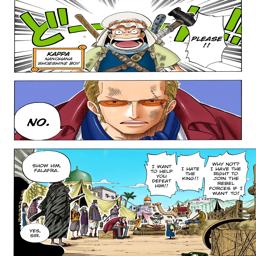 PLEASE
!!
KAPPA
NANOHANA
SHOESHINE BOY
NO.
WHY NOT?
I HAVE
THE RIGHT
TO JOIN
THE REBEL
FORCES IF I
WANT TO!
I HATE
THE
KING!!
I WANT
TO HELP
YOU
DEFEAT
HIM!!
SHOW HIM,
FALAFRA.
YES,
SIR.